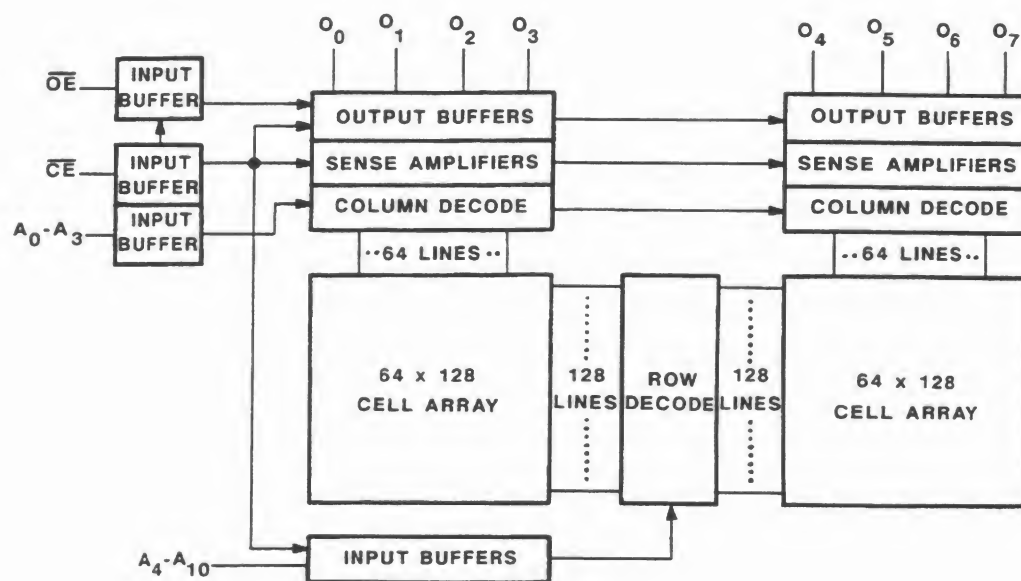 O0 O1 O2 O3
O4 O5 O6 O7
OE
INPUT
BUFFER
OUTPUT BUFFERS
OUTPUT BUFFERS
CE
INPUT
BUFFER
SENSE AMPLIFIERS
SENSE AMPLIFIERS
A0-A3
INPUT
BUFFER
COLUMN DECODE
COLUMN DECODE
··64 LINES ··
··64 LINES ··
64 x 128
CELL ARRAY
128
LINES
ROW
DECODE
128
LINES
64 x 128
CELL ARRAY
A4-A10
INPUT BUFFERS